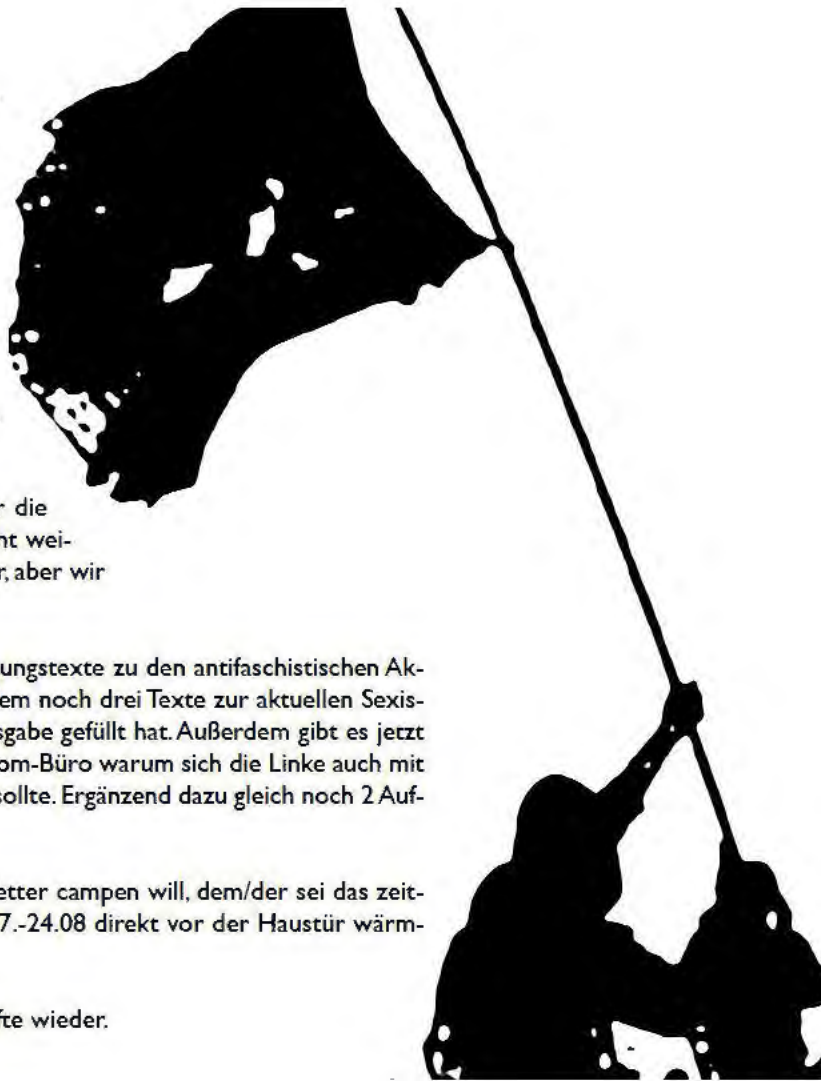 r die
nt wei-
r, aber wir
ungstexte zu den antifaschistischen Ak-
em noch drei Texte zur aktuellen Sexis-
sgabe gefüllt hat. Außerdem gibt es jetzt
om-Büro warum sich die Linke auch mit
sollte. Ergänzend dazu gleich noch 2 Auf-
etter campen will, dem/der sei das zeit-
7.-24.08 direkt vor der Haustür wärm-
fte wieder.